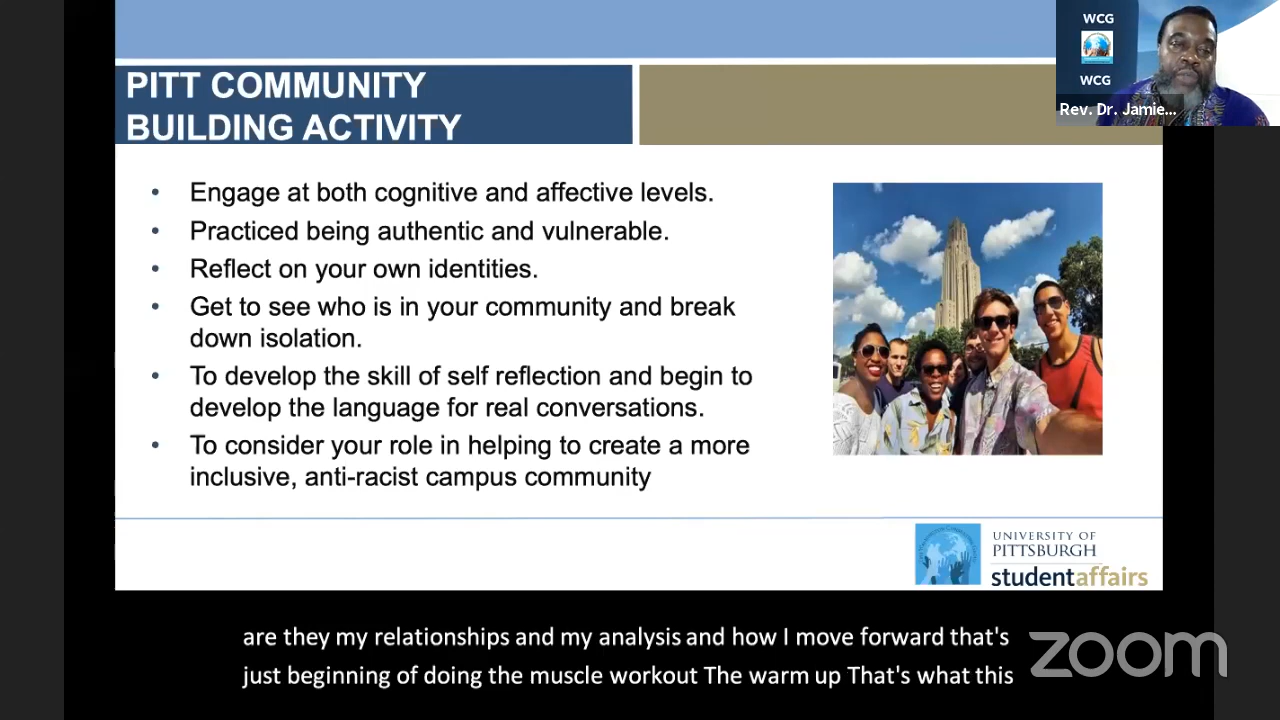 PITT COMMUNITY
BUILDING ACTIVITY
WCG
WCG
Rev. Dr. Jamie...
• Engage at both cognitive and affective levels.
• Practiced being authentic and vulnerable.
• Reflect on your own identities.
• Get to see who is in your community and break
down isolation.
• To develop the skill of self reflection and begin to
develop the language for real conversations.
• To consider your role in helping to create a more
inclusive, anti-racist campus community
UNIVERSITY OF
PITTSBURGH
studentaffairs
are they my relationships and my analysis and how I move forward that's
just beginning of doing the muscle workout The warm up That's what this
zoom